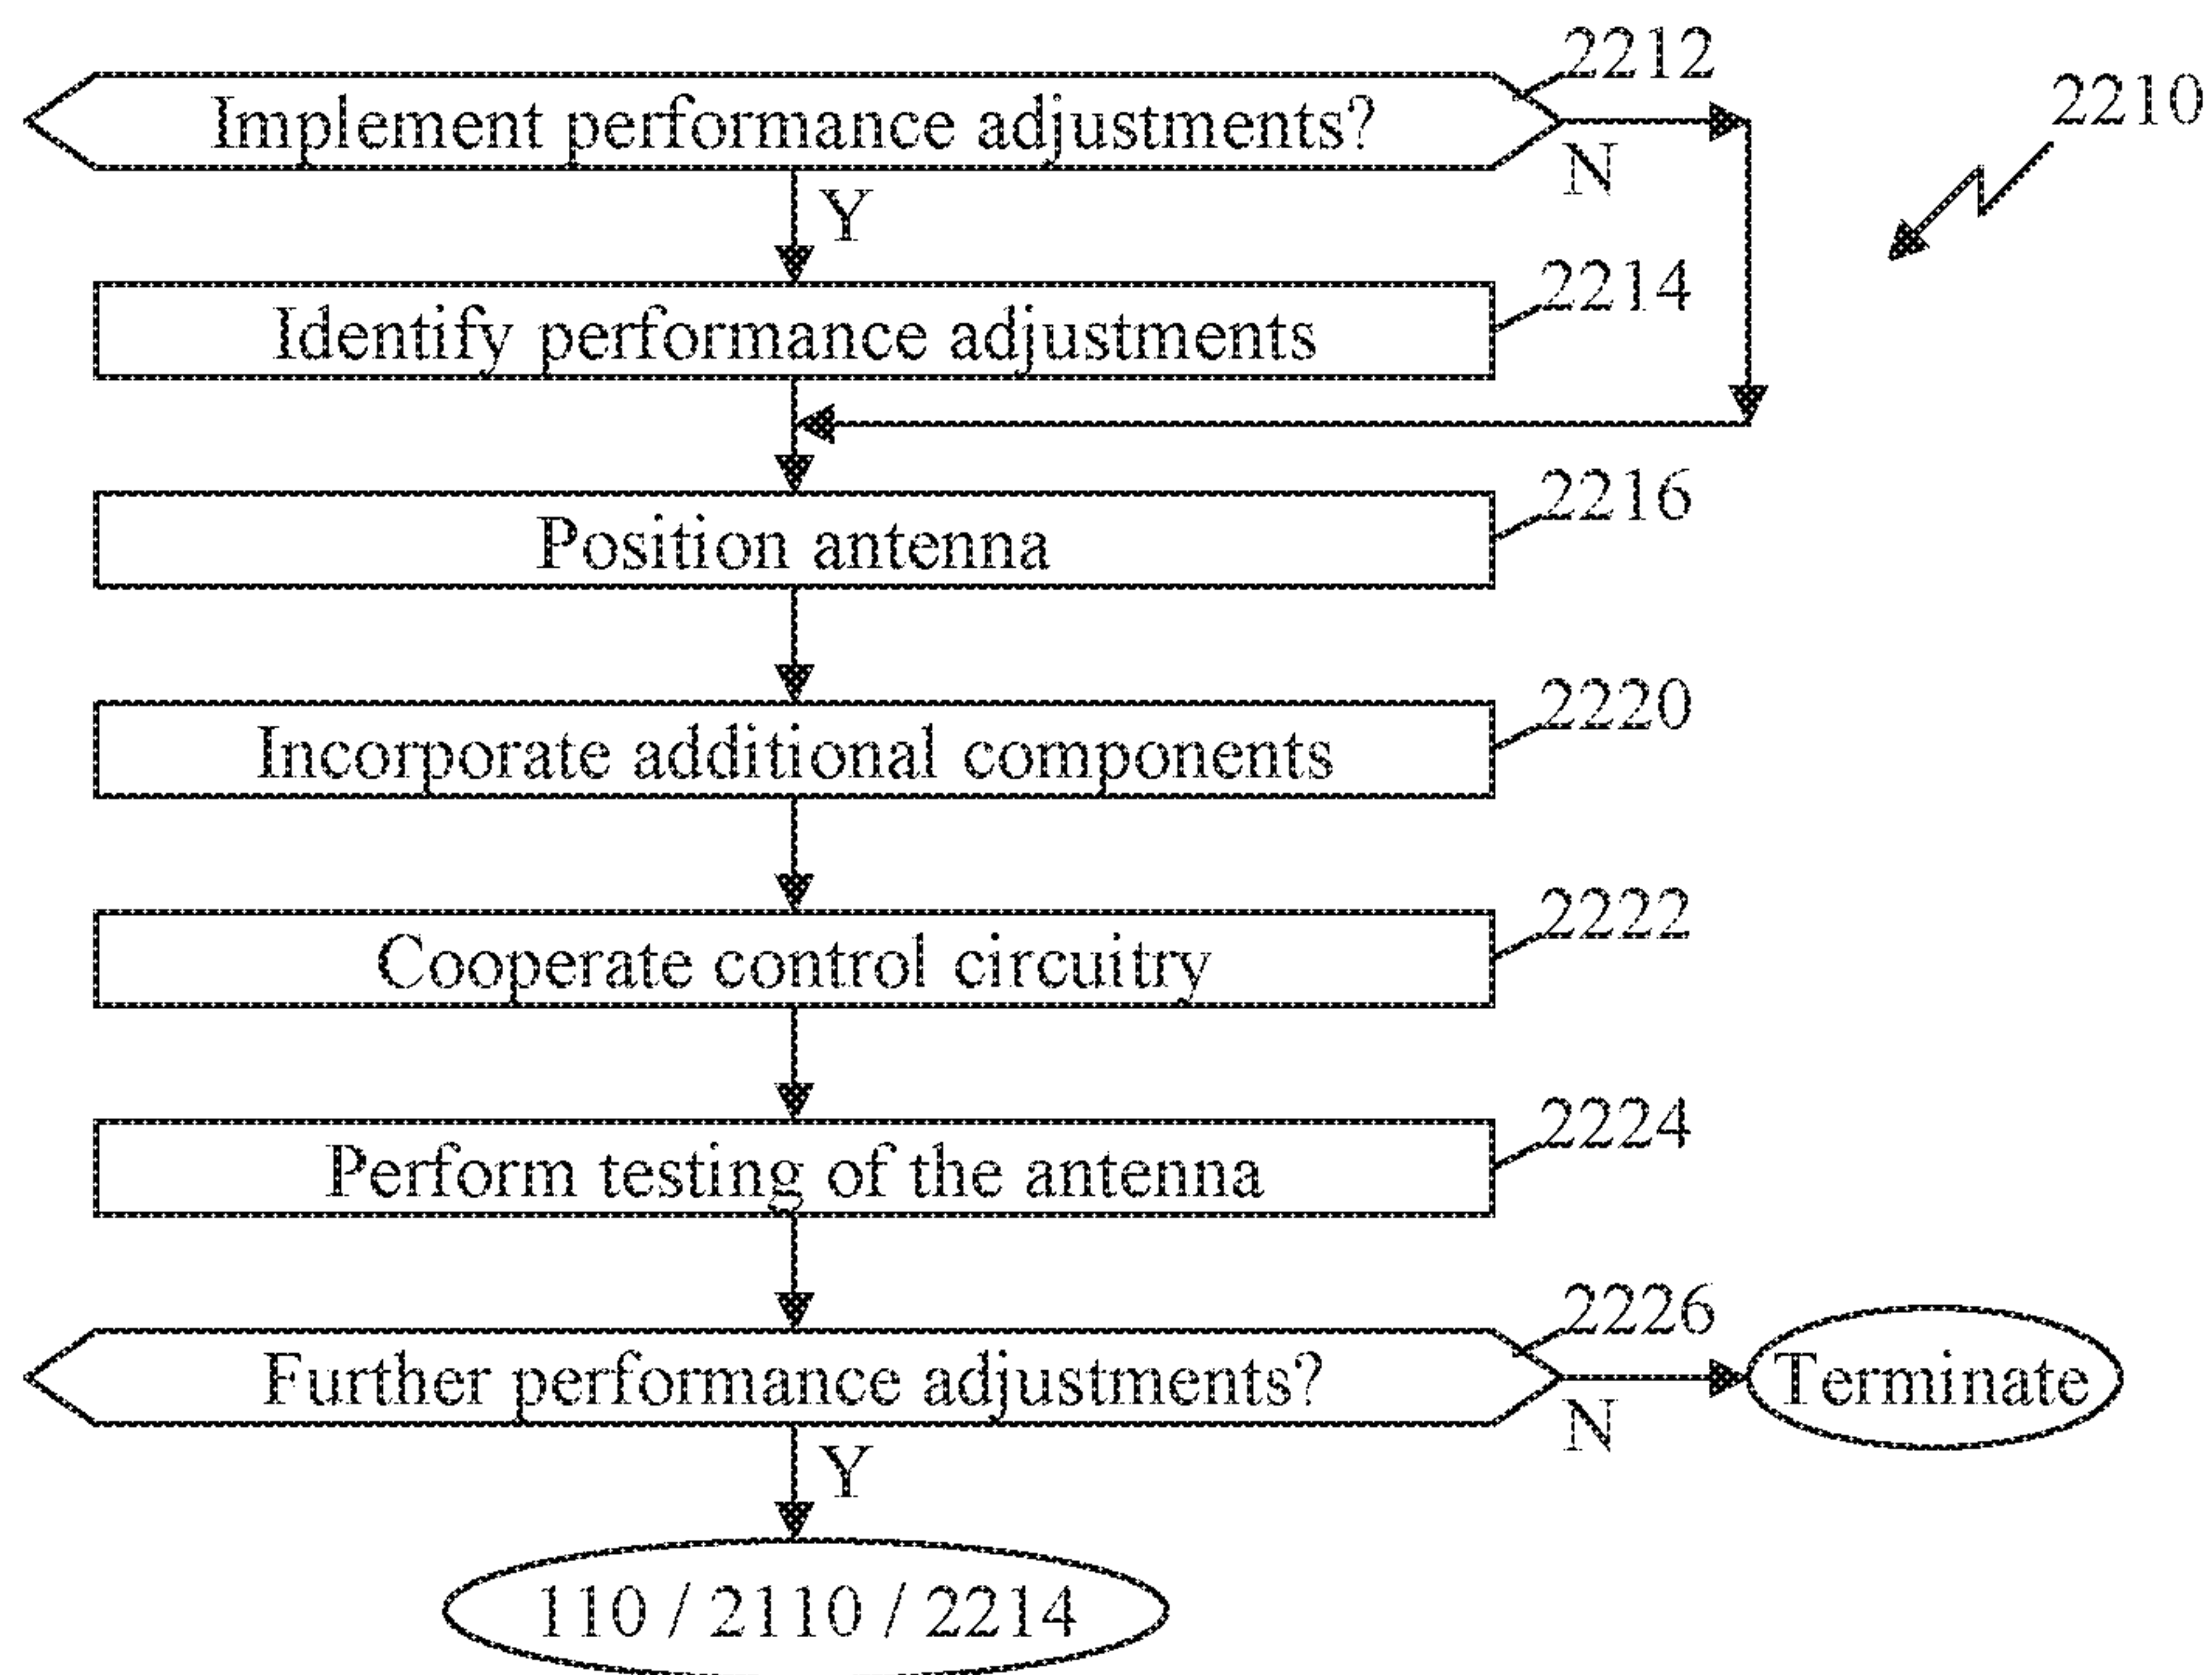 2212
2210
Implement performance adjustments?
N
Y
2214
Identify performance adjustments
2216
Position antenna
2220
Incorporate additional components
2222
Cooperate control circuitry
2224
Perform testing of the antenna
2226
Further performance adjustments?
Terminate
N
Y
110 / 2110 / 2214